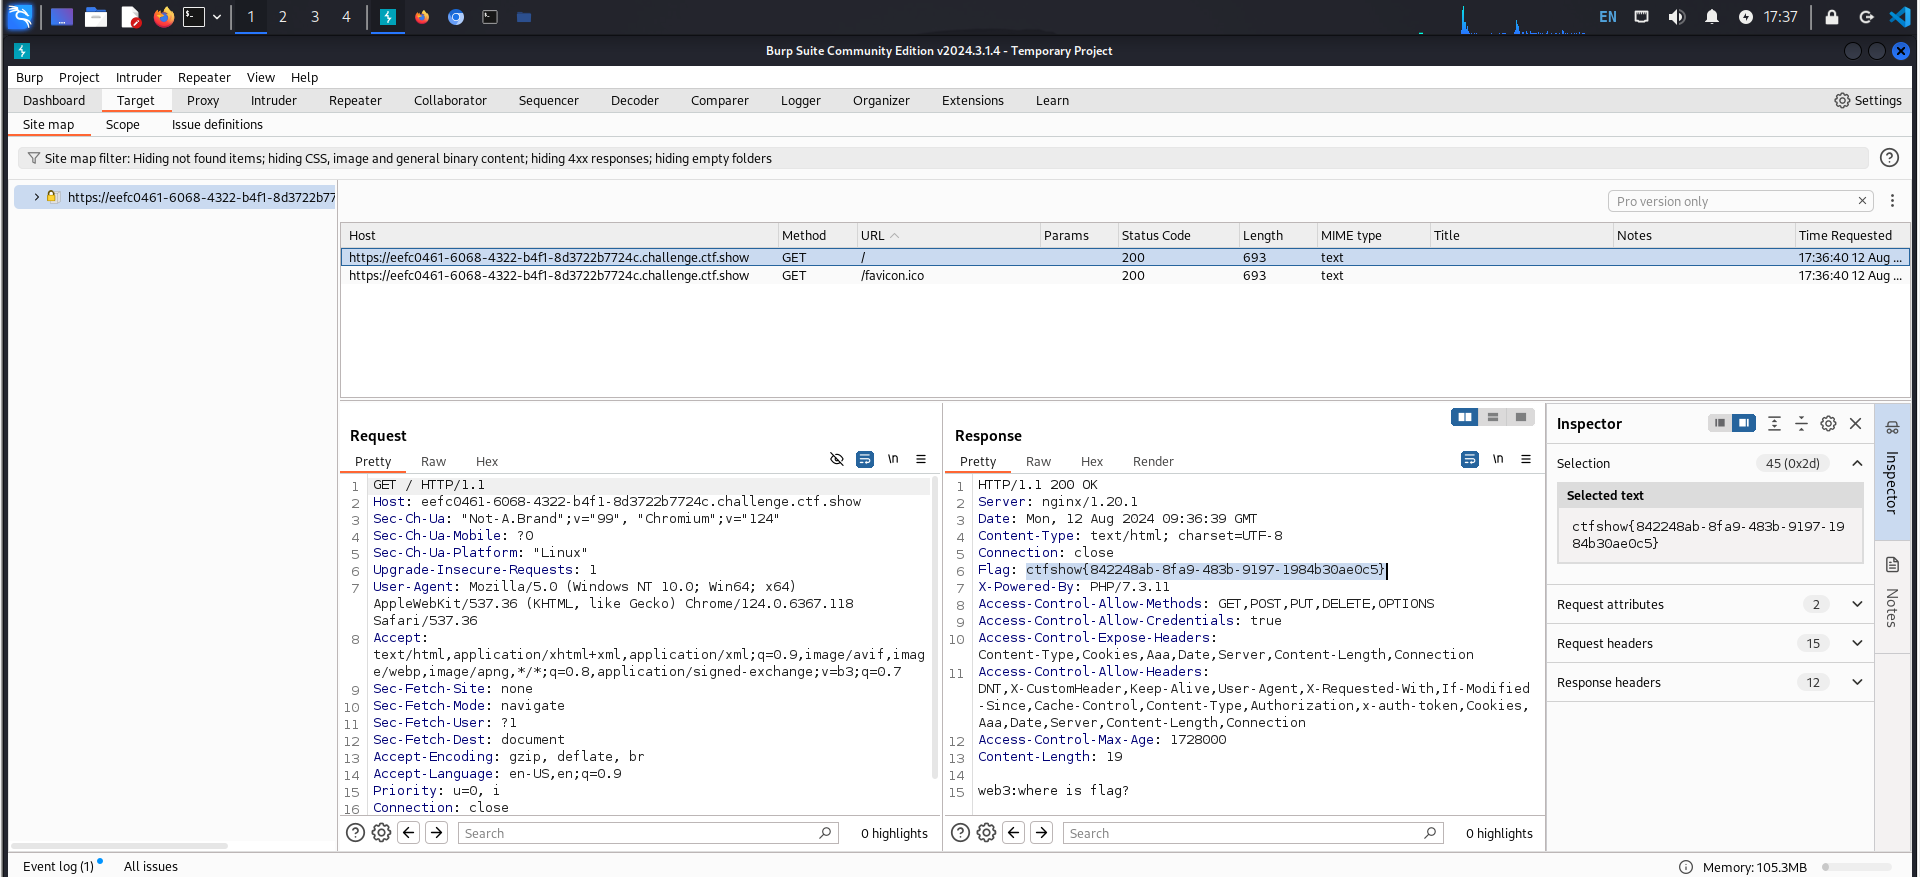 1 2 3 4 EN 17:37
Burp Suite Community Edition v2024.3.1.4 - Temporary Project
Burp Project Intruder Repeater View Help
Dashboard Target Proxy Intruder Repeater Collaborator Sequencer Decoder Comparer Logger Organizer Extensions Learn Settings
Site map Scope Issue definitions
Site map filter: Hiding not found items; hiding CSS, image and general binary content; hiding 4xx responses; hiding empty folders
https://eefc0461-6068-4322-b4f1-8d3722b77
Pro version only
Host Method URL Params Status Code Length MIME type Title Notes Time Requested
https://eefc0461-6068-4322-b4f1-8d3722b7724c.challenge.ctf.show GET / 200 693 text 17:36:40 12 Aug ...
https://eefc0461-6068-4322-b4f1-8d3722b7724c.challenge.ctf.show GET /favicon.ico 200 693 text 17:36:40 12 Aug ...
Request
Pretty Raw Hex \n
1 GET / HTTP/1.1
2 Host: eefc0461-6068-4322-b4f1-8d3722b7724c.challenge.ctf.show
3 Sec-Ch-Ua: "Not-A.Brand";v="99", "Chromium";v="124"
4 Sec-Ch-Ua-Mobile: ?0
5 Sec-Ch-Ua-Platform: "Linux"
6 Upgrade-Insecure-Requests: 1
7 User-Agent: Mozilla/5.0 (Windows NT 10.0; Win64; x64)
AppleWebKit/537.36 (KHTML, like Gecko) Chrome/124.0.6367.118
Safari/537.36
8 Accept:
text/html,application/xhtml+xml,application/xml;q=0.9,image/avif,imag
e/webp,image/apng,*/*;q=0.8,application/signed-exchange;v=b3;q=0.7
9 Sec-Fetch-Site: none
10 Sec-Fetch-Mode: navigate
11 Sec-Fetch-User: ?1
12 Sec-Fetch-Dest: document
13 Accept-Encoding: gzip, deflate, br
14 Accept-Language: en-US,en;q=0.9
15 Priority: u=0, i
16 Connection: close
Search 0 highlights
Response
Pretty Raw Hex Render \n
1 HTTP/1.1 200 OK
2 Server: nginx/1.20.1
3 Date: Mon, 12 Aug 2024 09:36:39 GMT
4 Content-Type: text/html; charset=UTF-8
5 Connection: close
6 Flag: ctfshow{842248ab-8fa9-483b-9197-1984b30ae0c5}
7 X-Powered-By: PHP/7.3.11
8 Access-Control-Allow-Methods: GET,POST,PUT,DELETE,OPTIONS
9 Access-Control-Allow-Credentials: true
10 Access-Control-Expose-Headers:
Content-Type,Cookies,Aaa,Date,Server,Content-Length,Connection
11 Access-Control-Allow-Headers:
DNT,X-CustomHeader,Keep-Alive,User-Agent,X-Requested-With,If-Modified
-Since,Cache-Control,Content-Type,Authorization,x-auth-token,Cookies,
Aaa,Date,Server,Content-Length,Connection
12 Access-Control-Max-Age: 1728000
13 Content-Length: 19
14
15 web3:where is flag?
Search 0 highlights
Inspector
Selection 45 (0x2d)
Selected text
ctfshow{842248ab-8fa9-483b-9197-19
84b30ae0c5}
Request attributes 2
Request headers 15
Response headers 12
Inspector
Notes
Event log (1) All issues Memory: 105.3MB